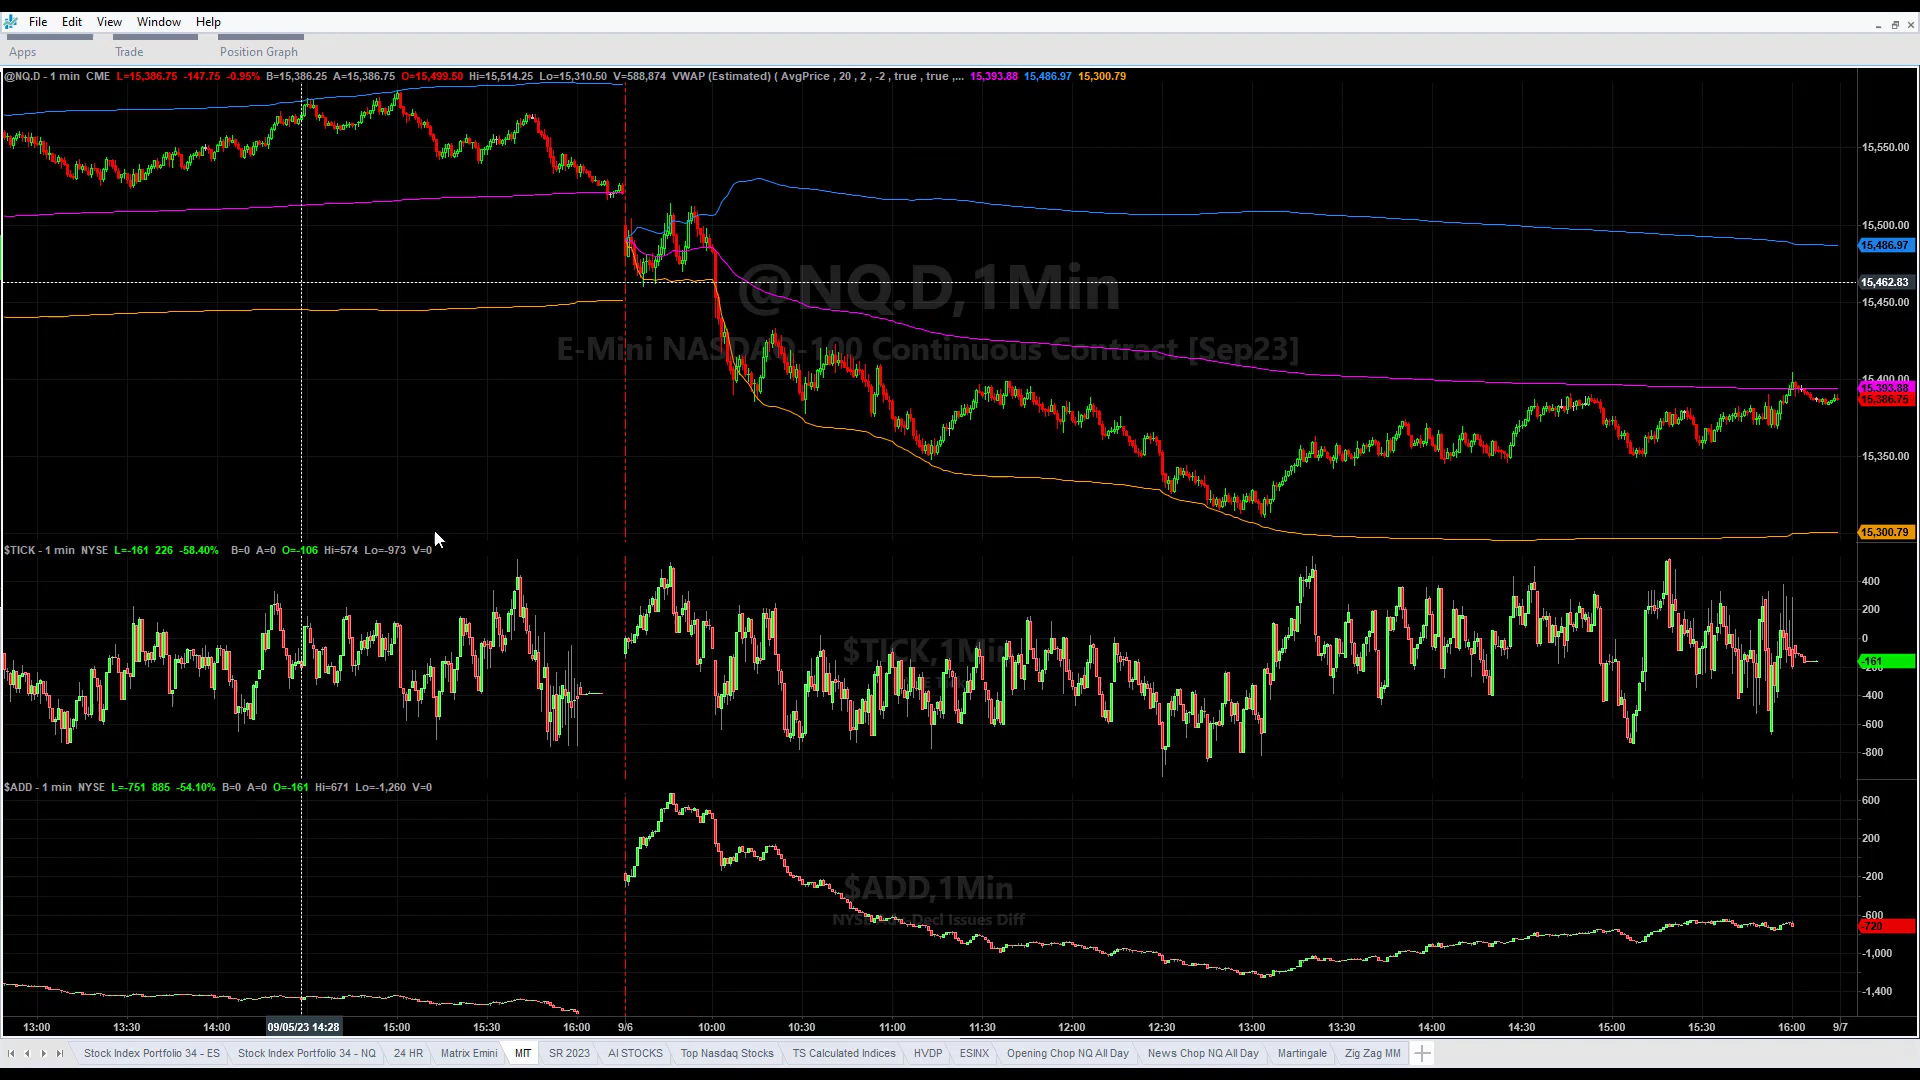 File Edit View Window Help
Apps Trade Position Graph
@NQ.D - 1 min CME L=15,386.75 -147.75 -0.95% B=15,386.25 A=15,386.75 O=15,499.50 Hi=15,514.25 Lo=15,310.50 V=588,874 VWAP (Estimated) ( AvgPrice , 20 , 2 , -2 , true , true ,... 15,393.88 15,486.97 15,300.79
15,550.00
15,500.00
15,486.97
15,462.83
15,450.00
@NQ.D,1Min
E-Mini NASDAQ-100 Continuous Contract [Sep23]
15,400.00
15,393.88
15,386.75
15,350.00
15,300.79
$TICK - 1 min NYSE L=-161 226 -58.40% B=0 A=0 O=-106 Hi=574 Lo=-973 V=0
400
200
0
-161
-200
-400
-600
-800
$TICK,1Min
$ADD - 1 min NYSE L=-751 885 -54.10% B=0 A=0 O=-161 Hi=671 Lo=-1,260 V=0
600
200
-200
-600
-720
-1,000
-1,400
$ADD,1Min
Decl Issues Diff
13:00 13:30 14:00 09/05/23 14:28 15:00 15:30 16:00 9/6 10:00 10:30 11:00 11:30 12:00 12:30 13:00 13:30 14:00 14:30 15:00 15:30 16:00 9/7
Stock Index Portfolio 34 - ES Stock Index Portfolio 34 - NQ 24 HR Matrix Emini MIT SR 2023 AI STOCKS Top Nasdaq Stocks TS Calculated Indices HVDP ESINX Opening Chop NQ All Day News Chop NQ All Day Martingale Zig Zag MM